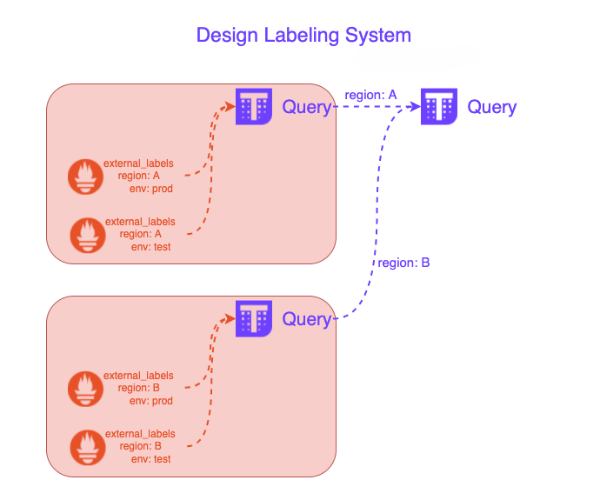 Design Labeling System
Query
region: A
Query
external_labels
region: A
env: prod
external_labels
region: A
env: test
region: B
Query
external_labels
region: B
env: prod
external_labels
region: B
env: test